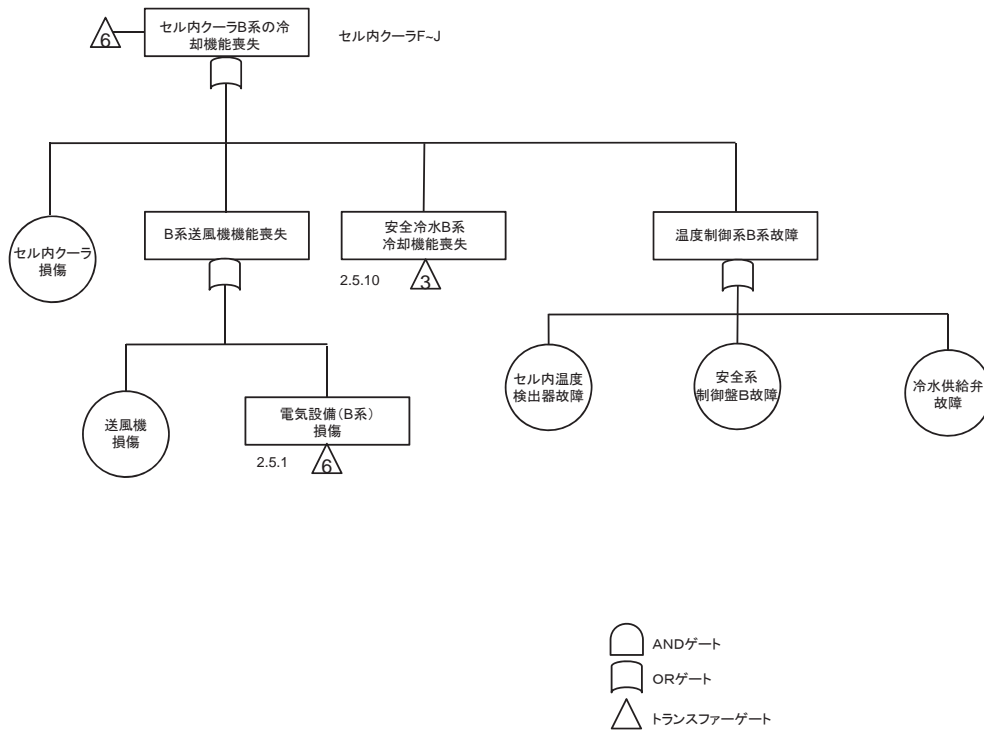 6
セル内クーラB系の冷
却機能喪失
セル内クーラF~J
セル内クーラ
損傷
B系送風機機能喪失
安全冷水B系
冷却機能喪失
2.5.10
3
温度制御系B系故障
送風機
損傷
電気設備(B系)
損傷
2.5.1
6
セル内温度
検出器故障
安全系
制御盤B故障
冷水供給弁
故障
ANDゲート
ORゲート
トランスファーゲート